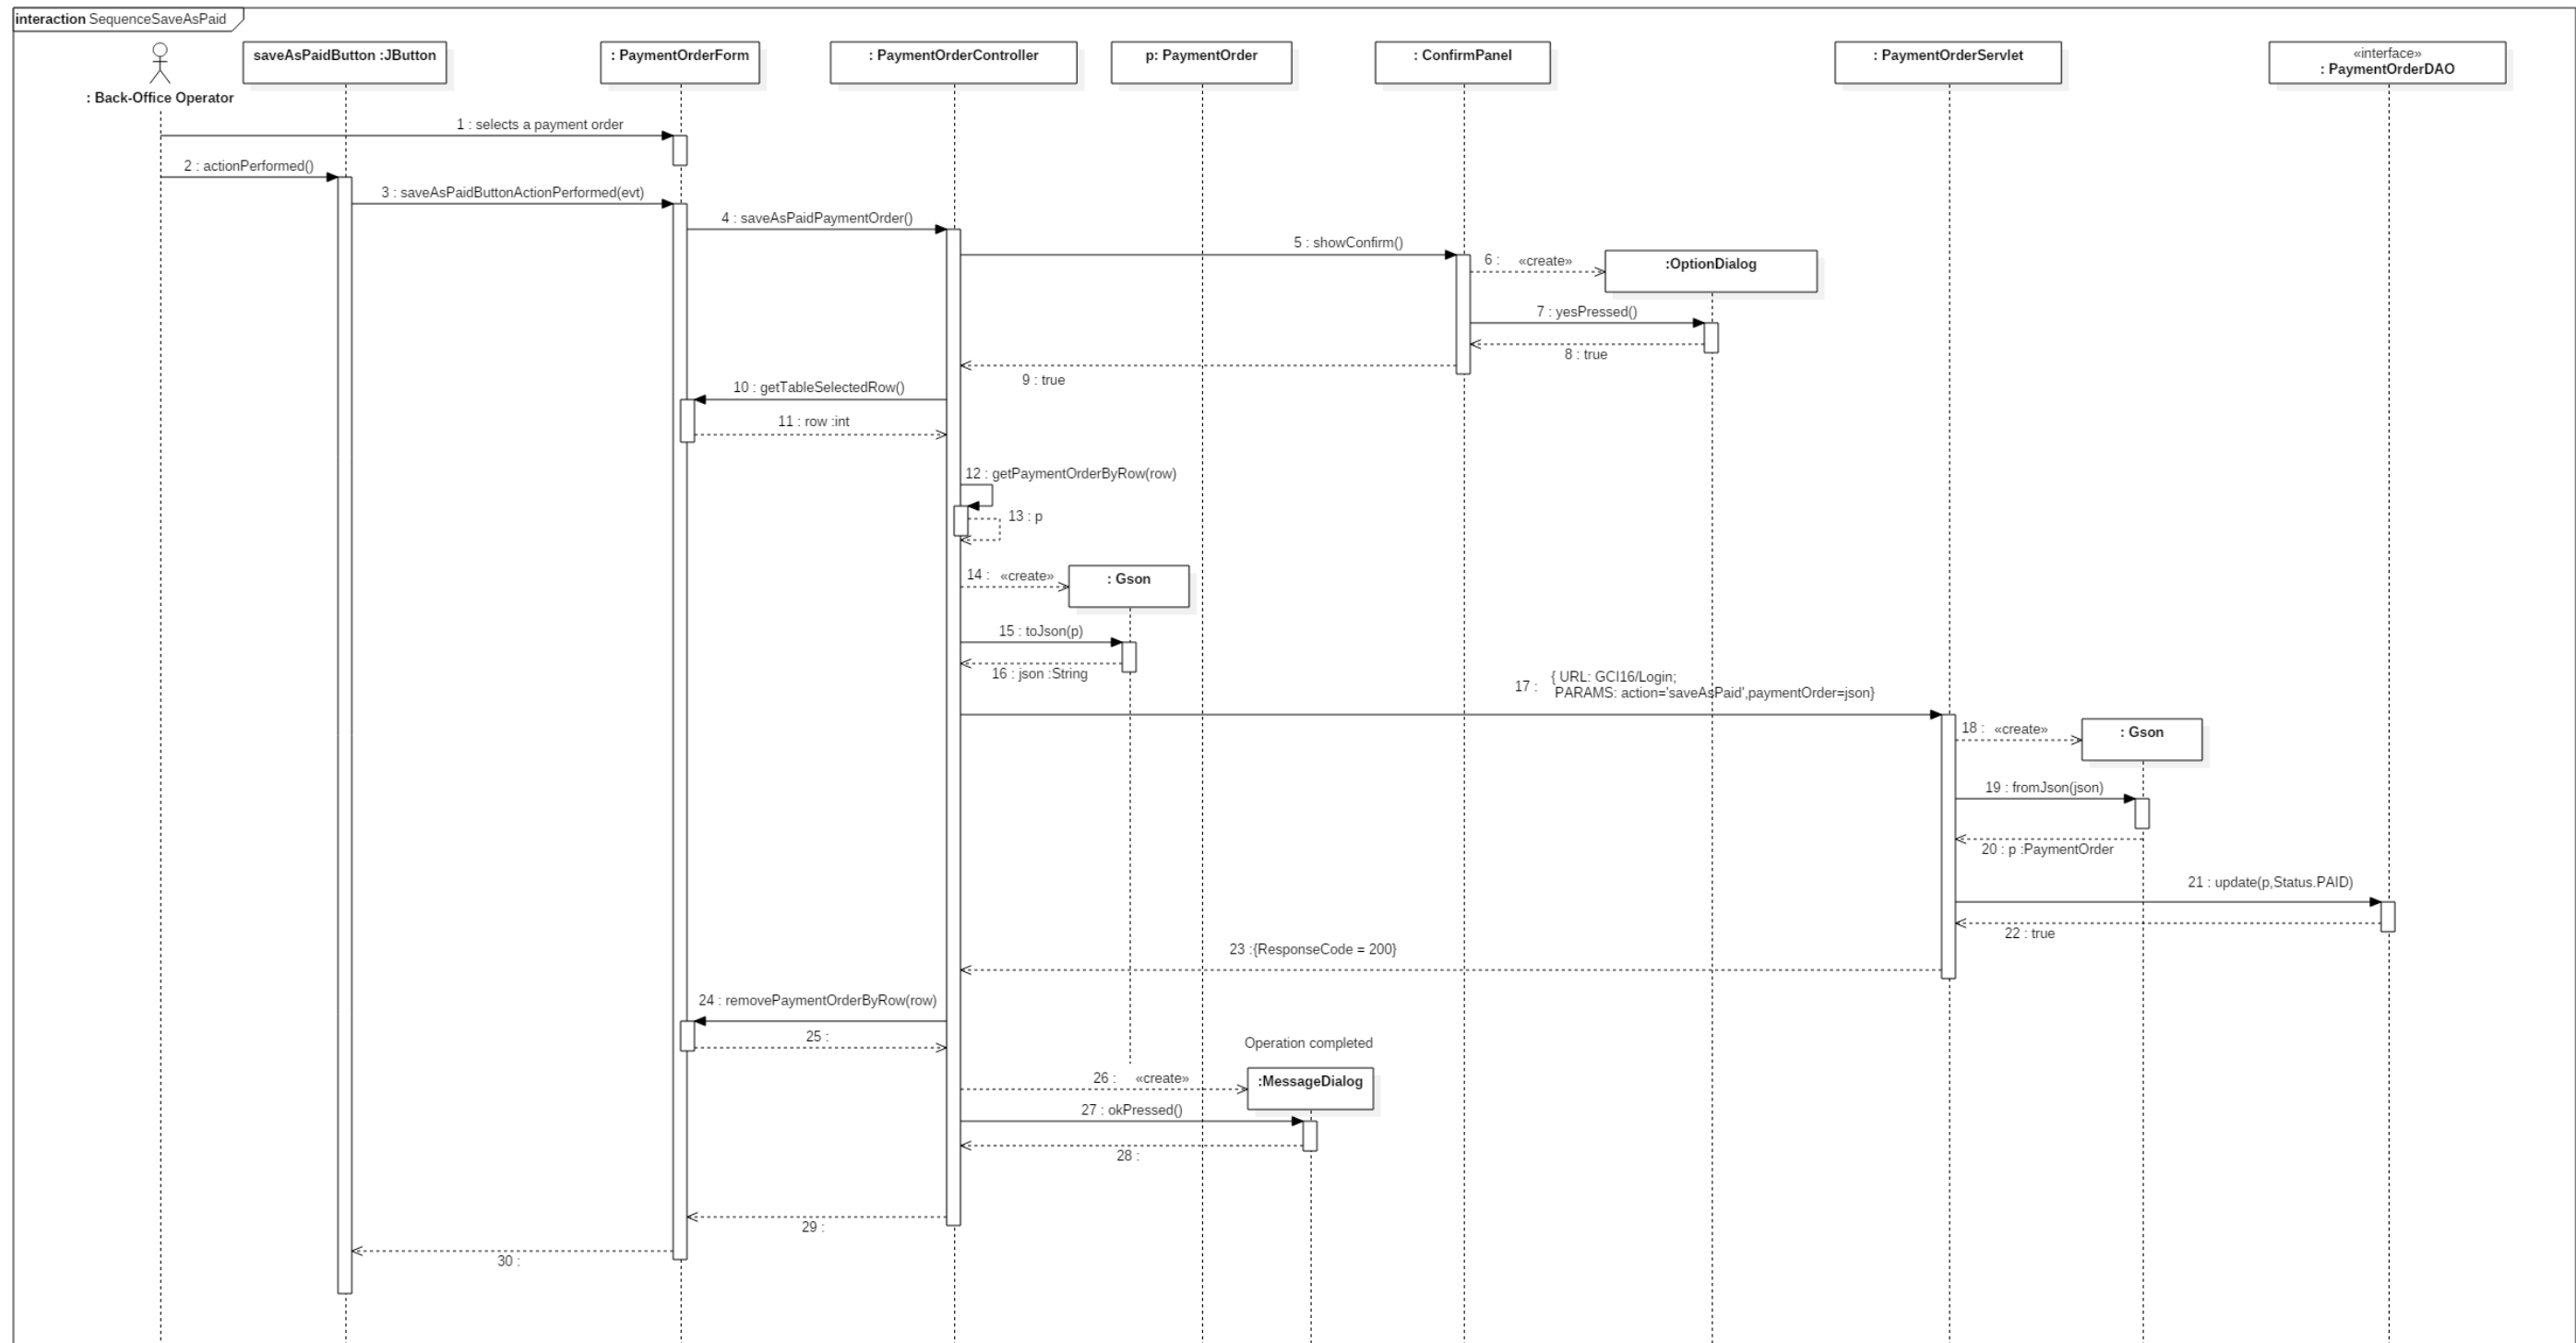 interaction SequenceSaveAsPaid
: Back-Office Operator
saveAsPaidButton :JButton
: PaymentOrderForm
: PaymentOrderController
p: PaymentOrder
: ConfirmPanel
: PaymentOrderServlet
«interface»
: PaymentOrderDAO
1 : selects a payment order
2 : actionPerformed()
3 : saveAsPaidButtonActionPerformed(evt)
4 : saveAsPaidPaymentOrder()
5 : showConfirm()
6 : «create»
:OptionDialog
7 : yesPressed()
8 : true
9 : true
10 : getTableSelectedRow()
11 : row :int
12 : getPaymentOrderByRow(row)
13 : p
14 : «create»
: Gson
15 : toJson(p)
16 : json :String
17 : { URL: GCI16/Login;
PARAMS: action='saveAsPaid',paymentOrder=json}
18 : «create»
: Gson
19 : fromJson(json)
20 : p :PaymentOrder
21 : update(p,Status.PAID)
22 : true
23 :{ResponseCode = 200}
24 : removePaymentOrderByRow(row)
25 :
Operation completed
26 : «create»
:MessageDialog
27 : okPressed()
28 :
29 :
30 :